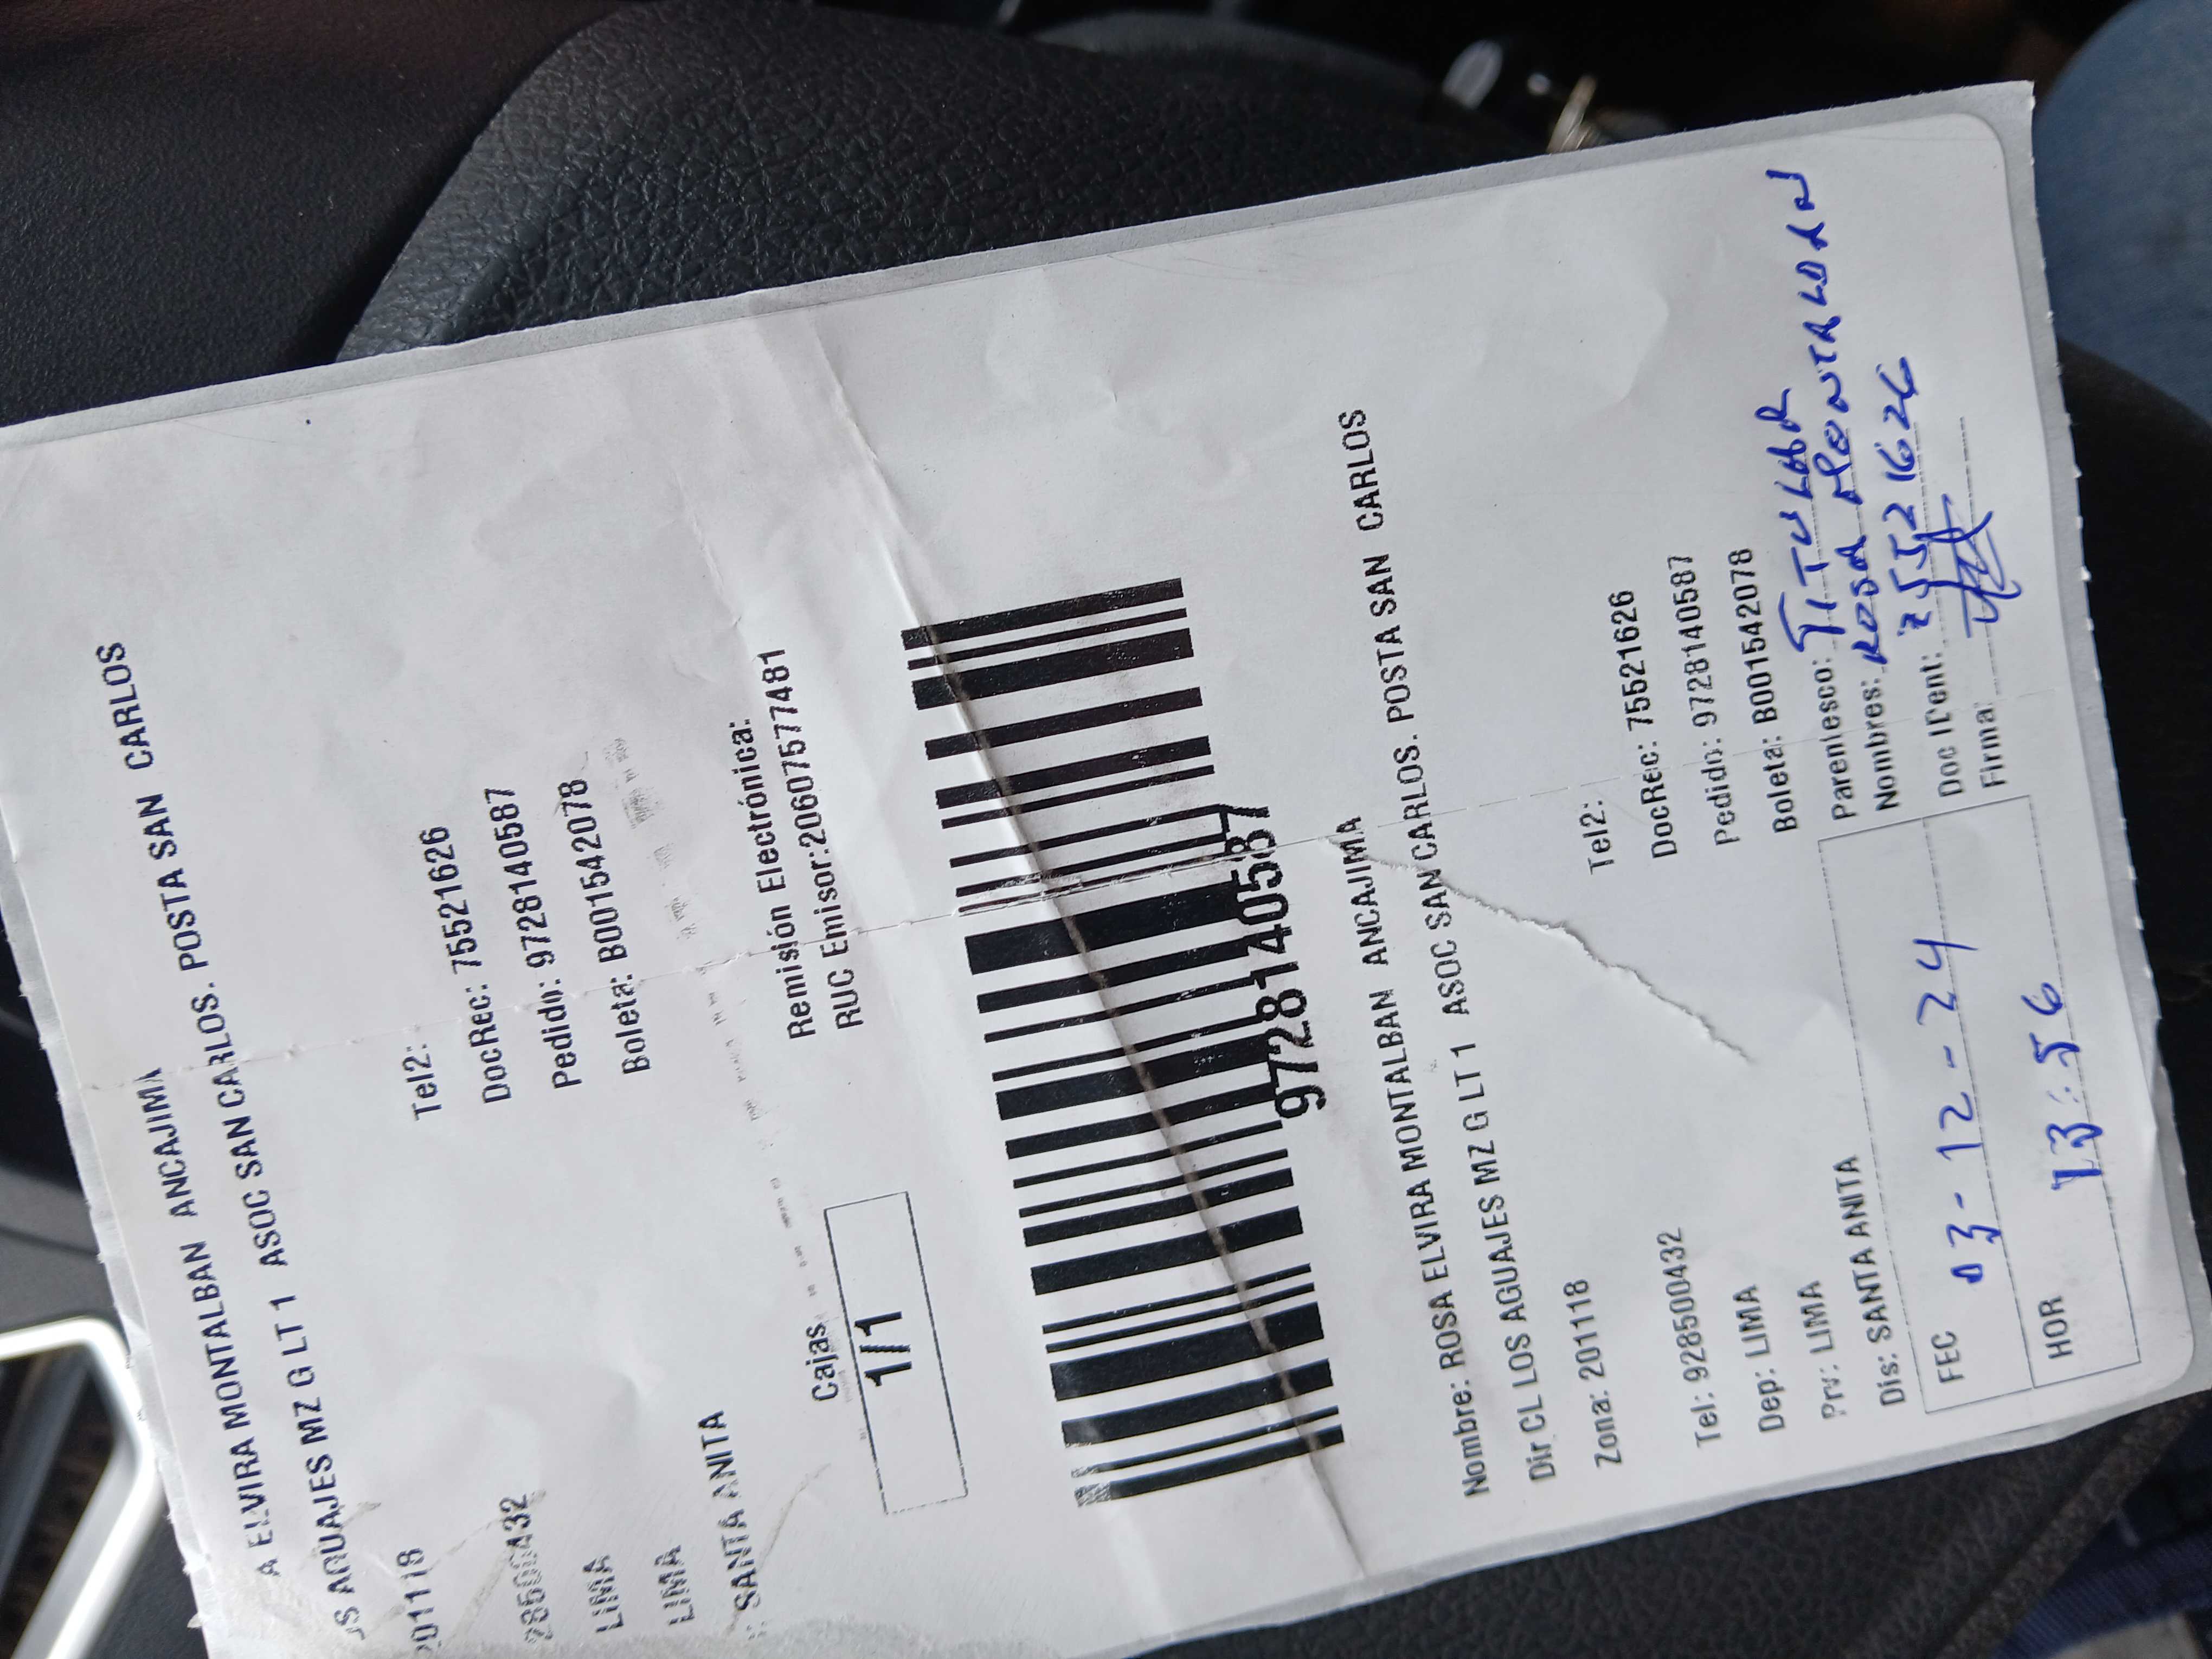 A ELVIRA MONTALBAN ANCAJIMA
OS AGUAJES MZ G LT 1 ASOC SAN CARLOS. POSTA SAN CARLOS
201118
Tel2:
928500432 DocRec: 75521626
LIMA Pedido: 9728140587
LIMA Boleta: B001542078
SANTA ANITA
Remisión Electrónica:
Cajas RUC Emisor:20607577481
1/1
9728140587
Nombre: ROSA ELVIRA MONTALBAN ANCAJIMA
Dir CL LOS AGUAJES MZ G LT 1 ASOC SAN CARLOS. POSTA SAN CARLOS
Zona: 201118
Tel2:
Tel: 928500432 DocRec: 75521626
Dep: LIMA Pedido: 9728140587
Prv: LIMA Boleta: B001542078
Dis: SANTA ANITA Parentesco: TITULAR
Nombres: ROSA MONTALBAN
FEC 03-12-24 Doc IDent: 75521626
HOR 13:56 Firma: